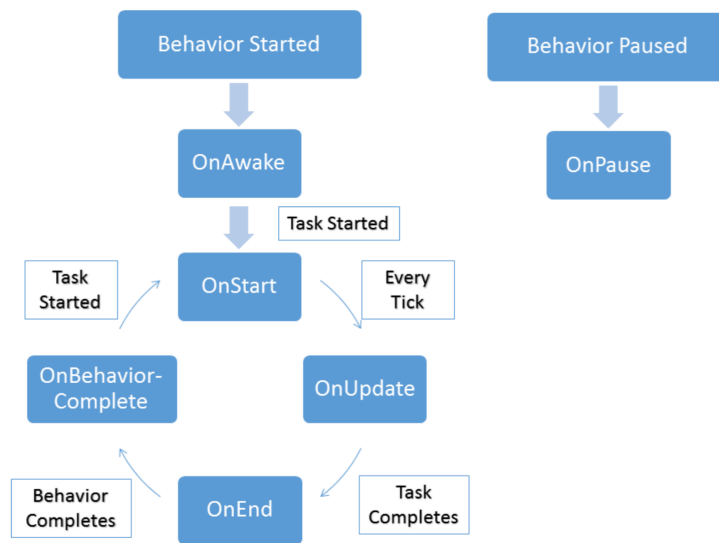 Behavior Started
Behavior Paused
OnAwake
OnPause
Task Started
Task
Started
OnStart
Every
Tick
OnBehavior-
Complete
OnUpdate
Behavior
Completes
OnEnd
Task
Completes